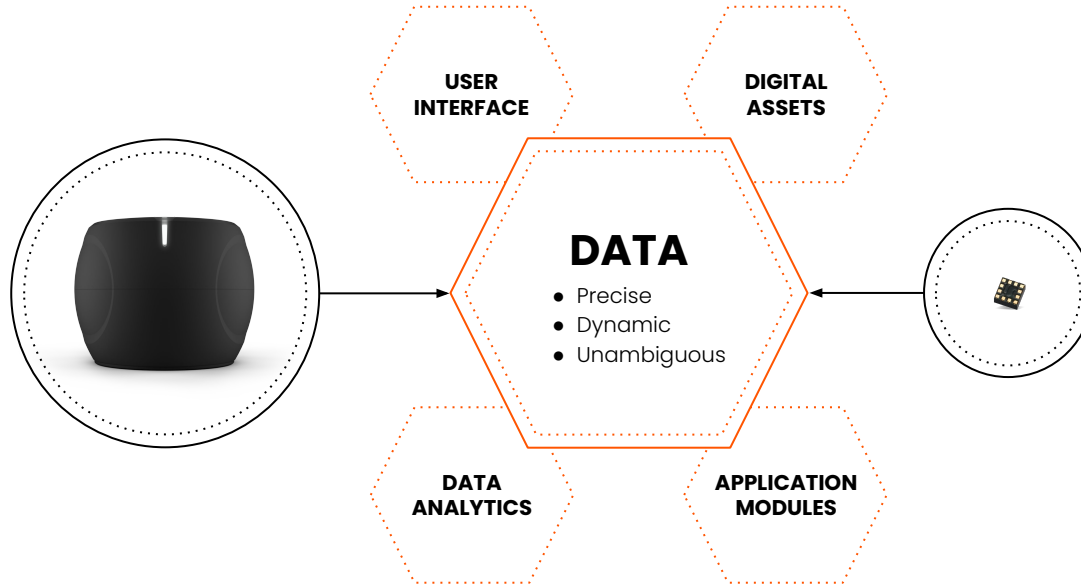 USER
INTERFACE
DIGITAL
ASSETS
DATA
● Precise
● Dynamic
● Unambiguous
DATA
ANALYTICS
APPLICATION
MODULES